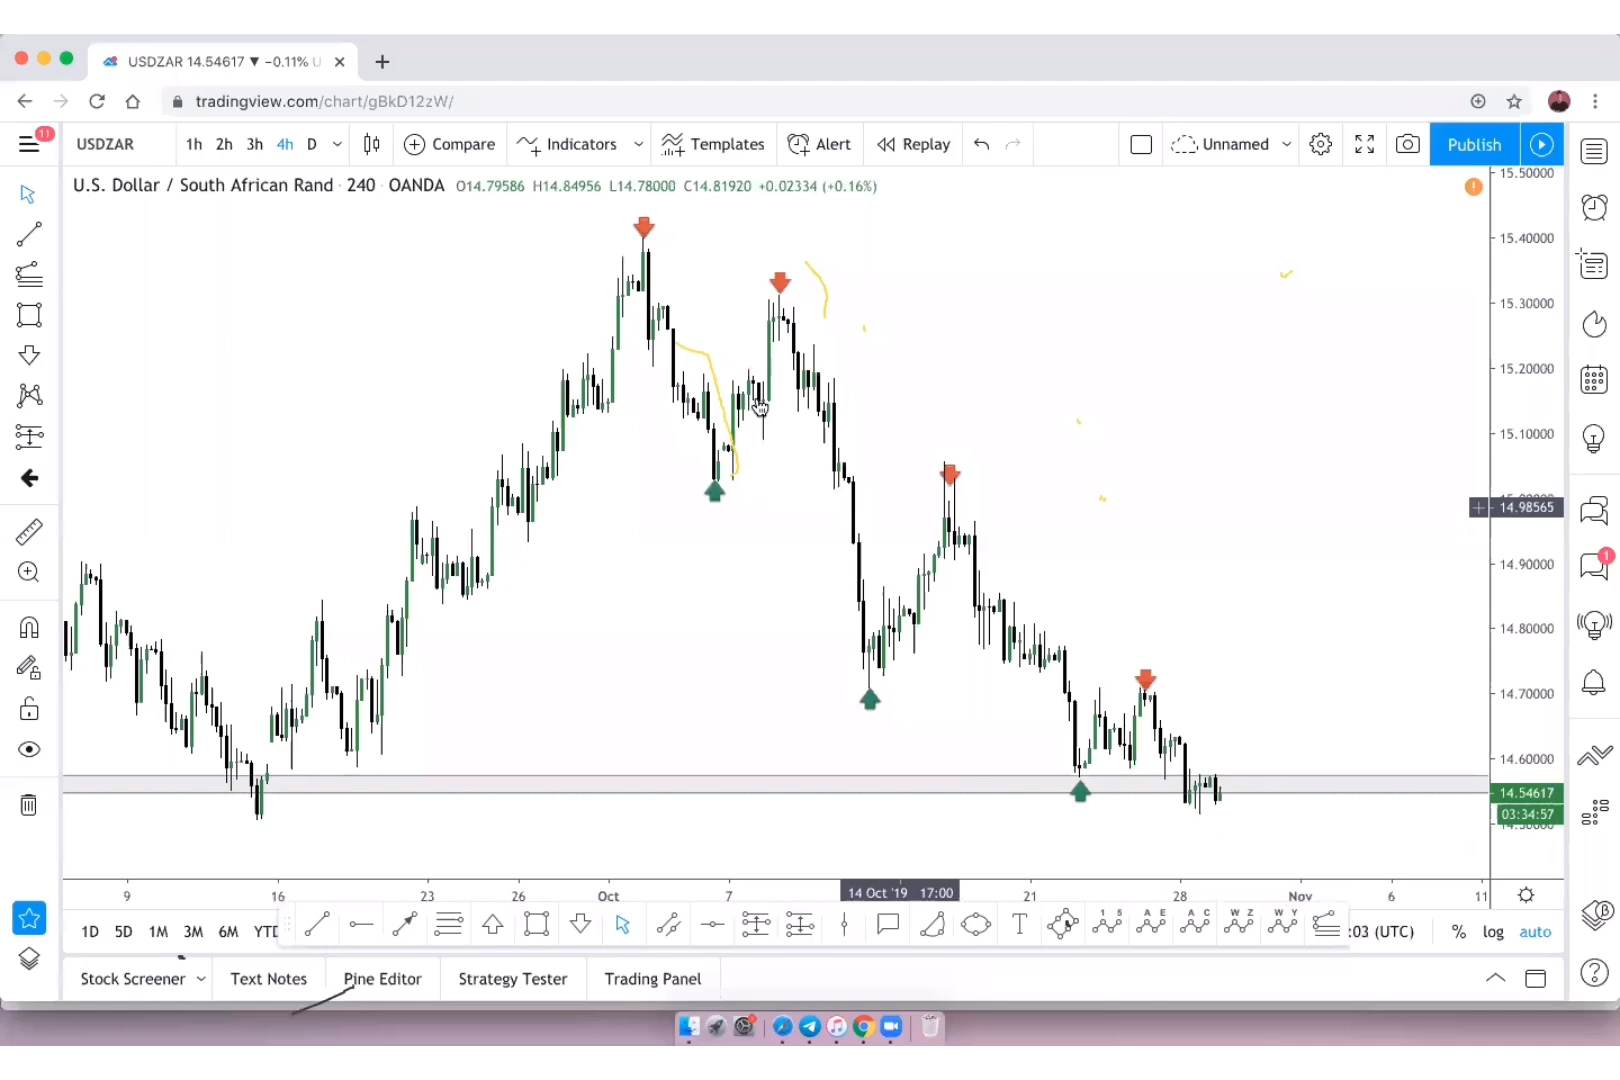 USDZAR 14.54617 ▼ −0.11% U
tradingview.com/chart/gBkD12zW/
11
USDZAR 1h 2h 3h 4h D Compare Indicators Templates Alert Replay Unnamed Publish
U.S. Dollar / South African Rand · 240 · OANDA O14.79586 H14.84956 L14.78000 C14.81920 +0.02334 (+0.16%)
15.50000
15.40000
15.30000
15.20000
15.10000
14.98565
14.90000
14.80000
14.70000
14.60000
14.54617
03:34:57
1
9 16 23 26 Oct 7 14 Oct '19 17:00 21 28 Nov 6 11
1D 5D 1M 3M 6M YTD :03 (UTC) % log auto
T 1 5 A E A C W Z W Y
Stock Screener Text Notes Pine Editor Strategy Tester Trading Panel